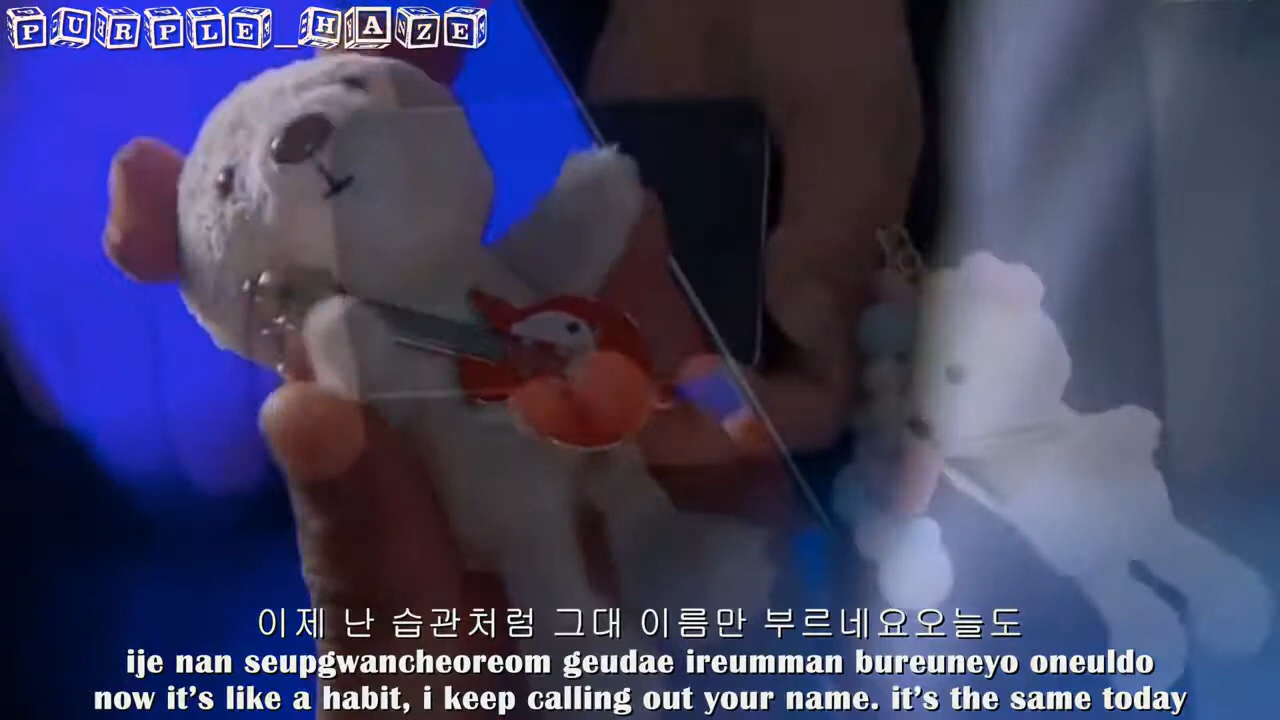 PURPLE_HAZE
이제 난 습관처럼 그대 이름만 부르네요오늘도
ije nan seupgwancheoreom geudae ireumman bureuneyo oneuldo
now it's like a habit, i keep calling out your name. it's the same today